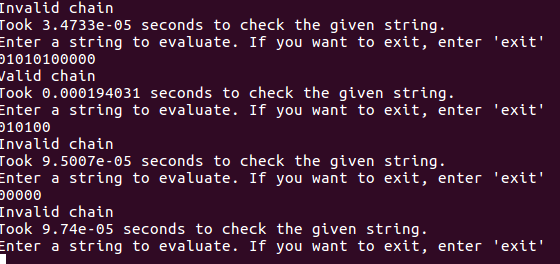 Invalid chain
Took 3.4733e-05 seconds to check the given string.
Enter a string to evaluate. If you want to exit, enter 'exit'
01010100000
Valid chain
Took 0.000194031 seconds to check the given string.
Enter a string to evaluate. If you want to exit, enter 'exit'
010100
Invalid chain
Took 9.5007e-05 seconds to check the given string.
Enter a string to evaluate. If you want to exit, enter 'exit'
00000
Invalid chain
Took 9.74e-05 seconds to check the given string.
Enter a string to evaluate. If you want to exit, enter 'exit'